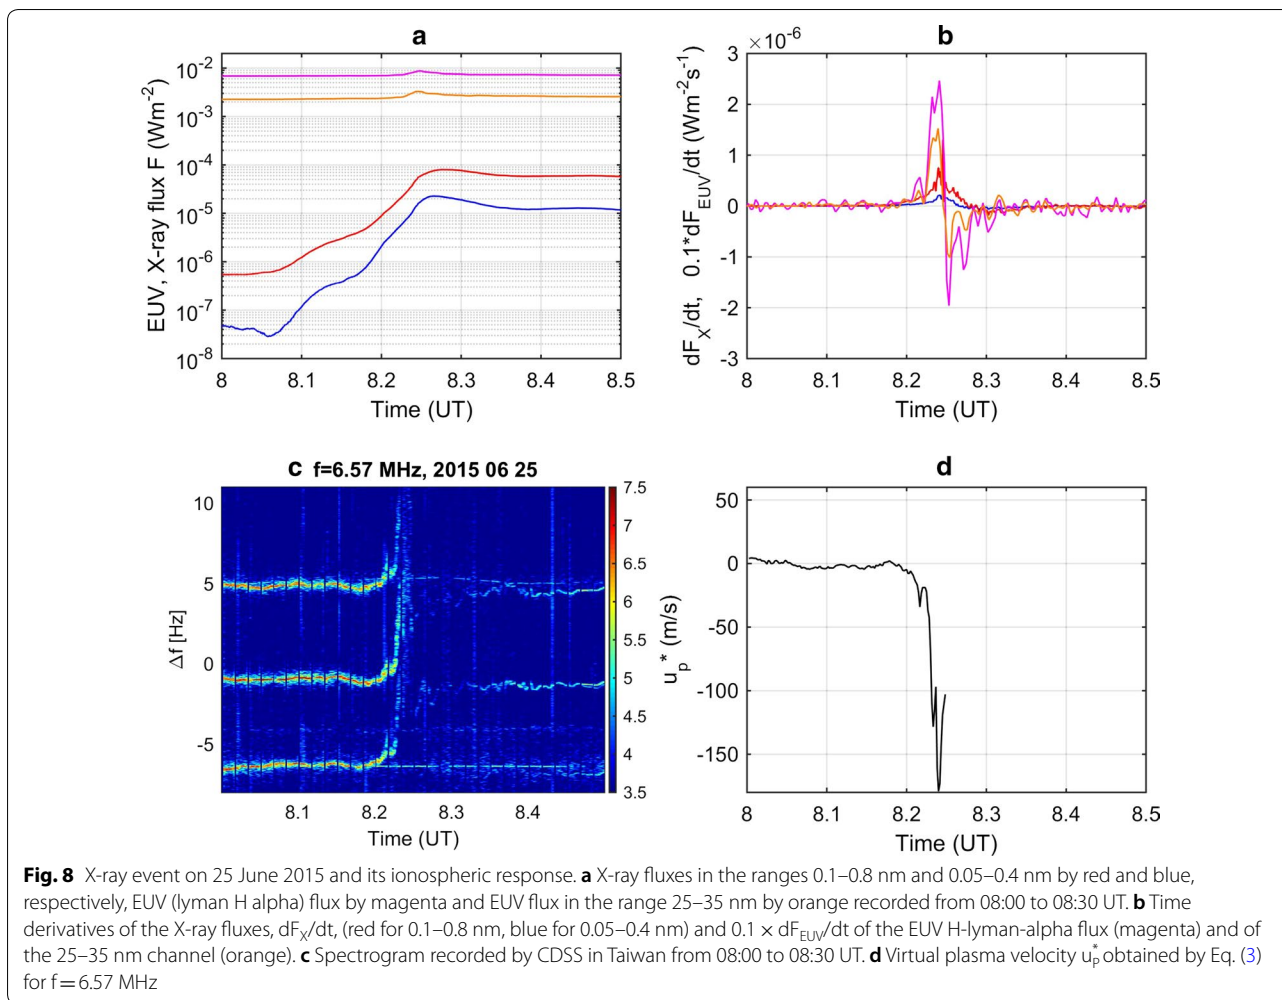 a
EUV, X-ray flux F (Wm⁻²)
10⁻²
10⁻³
10⁻⁴
10⁻⁵
10⁻⁶
10⁻⁷
10⁻⁸
8 8.1 8.2 8.3 8.4 8.5
Time (UT)
b
×10⁻⁶
dF_X/dt, 0.1*dF_EUV/dt (Wm⁻²s⁻¹)
3
2
1
0
-1
-2
-3
8 8.1 8.2 8.3 8.4 8.5
Time (UT)
c f=6.57 MHz, 2015 06 25
Δf [Hz]
10
5
0
-5
8.1 8.2 8.3 8.4
Time (UT)
7.5
7
6.5
6
5.5
5
4.5
4
3.5
d
u_p* (m/s)
50
0
-50
-100
-150
8 8.1 8.2 8.3 8.4 8.5
Time (UT)
Fig. 8 X-ray event on 25 June 2015 and its ionospheric response. a X-ray fluxes in the ranges 0.1–0.8 nm and 0.05–0.4 nm by red and blue,
respectively, EUV (lyman H alpha) flux by magenta and EUV flux in the range 25–35 nm by orange recorded from 08:00 to 08:30 UT. b Time
derivatives of the X-ray fluxes, dF_X/dt, (red for 0.1–0.8 nm, blue for 0.05–0.4 nm) and 0.1 × dF_EUV/dt of the EUV H-lyman-alpha flux (magenta) and of
the 25–35 nm channel (orange). c Spectrogram recorded by CDSS in Taiwan from 08:00 to 08:30 UT. d Virtual plasma velocity u_P* obtained by Eq. (3)
for f = 6.57 MHz